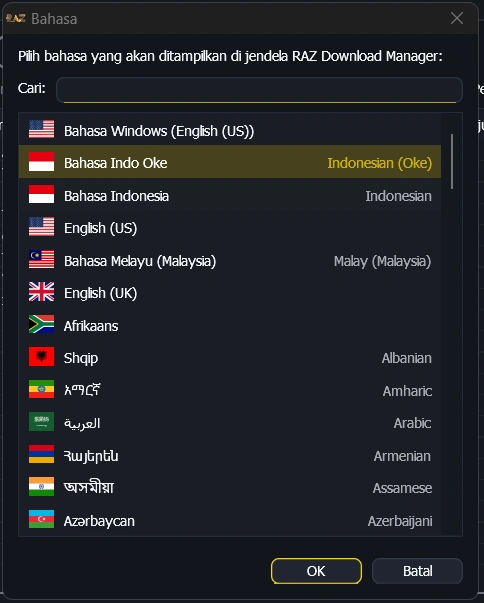 RAZ Bahasa
Pilih bahasa yang akan ditampilkan di jendela RAZ Download Manager:
Cari:
Bahasa Windows (English (US))
Bahasa Indo Oke Indonesian (Oke)
Bahasa Indonesia Indonesian
English (US)
Bahasa Melayu (Malaysia) Malay (Malaysia)
English (UK)
Afrikaans
Shqip Albanian
አማርኛ Amharic
العربية Arabic
Հայերեն Armenian
অসমীয়া Assamese
Azərbaycan Azerbaijani
OK Batal